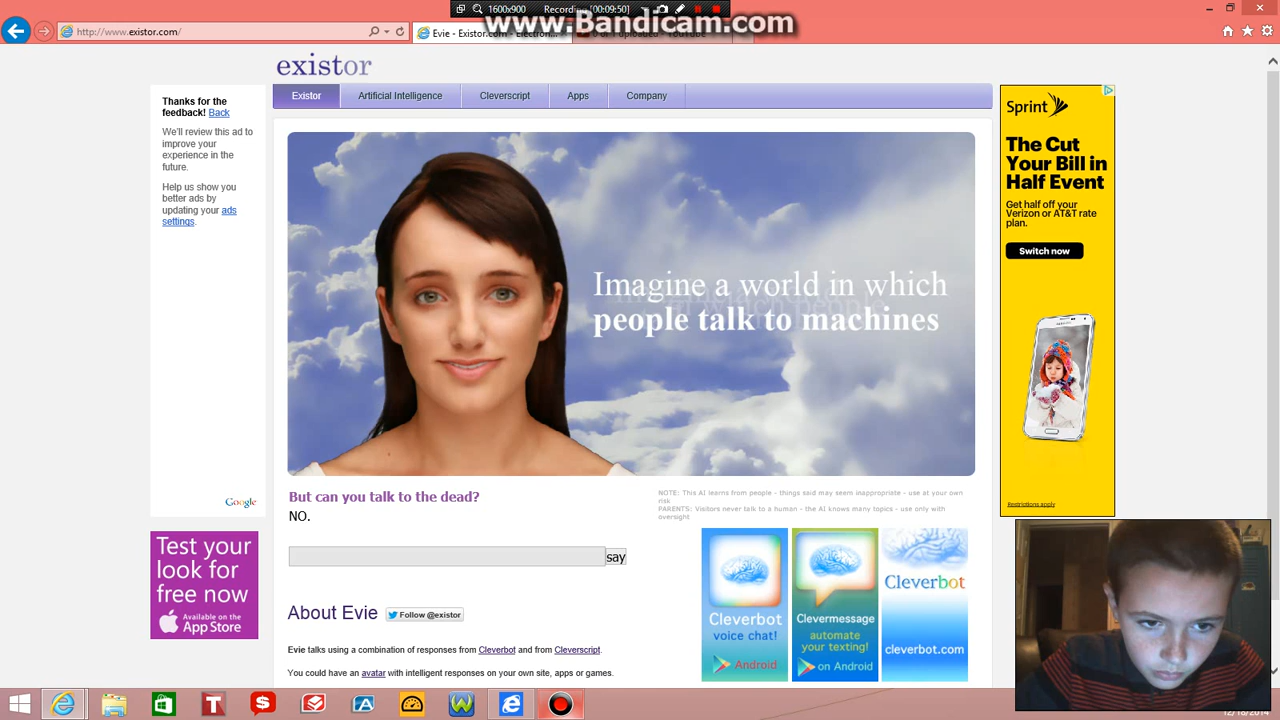 1600x900
Recording [00:09:50]
www.Bandicam.com
http://www.existor.com/
Evie - Existor.com - Electroni...
existor
Existor
Artificial Intelligence
Cleverscript
Apps
Company
Thanks for the
feedback! Back
We'll review this ad to
improve your
experience in the
future.
Help us show you
better ads by
updating your ads
settings.
Google
Imagine a world in which
people talk to machines
Sprint
The Cut
Your Bill in
Half Event
Get half off your
Verizon or AT&T rate
plan.
Switch now
Restrictions apply
But can you talk to the dead?
NO.
say
NOTE: This AI learns from people - things said may seem inappropriate - use at your own
risk
PARENTS: Visitors never talk to a human - the AI knows many topics - use only with
oversight
Test your
look for
free now
Available on the
App Store
About Evie
Follow @existor
Evie talks using a combination of responses from Cleverbot and from Cleverscript.
You could have an avatar with intelligent responses on your own site, apps or games.
Cleverbot
voice chat!
Android
Clevermessage
automate
your texting!
on Android
Cleverbot
cleverbot.com
12/18/2014